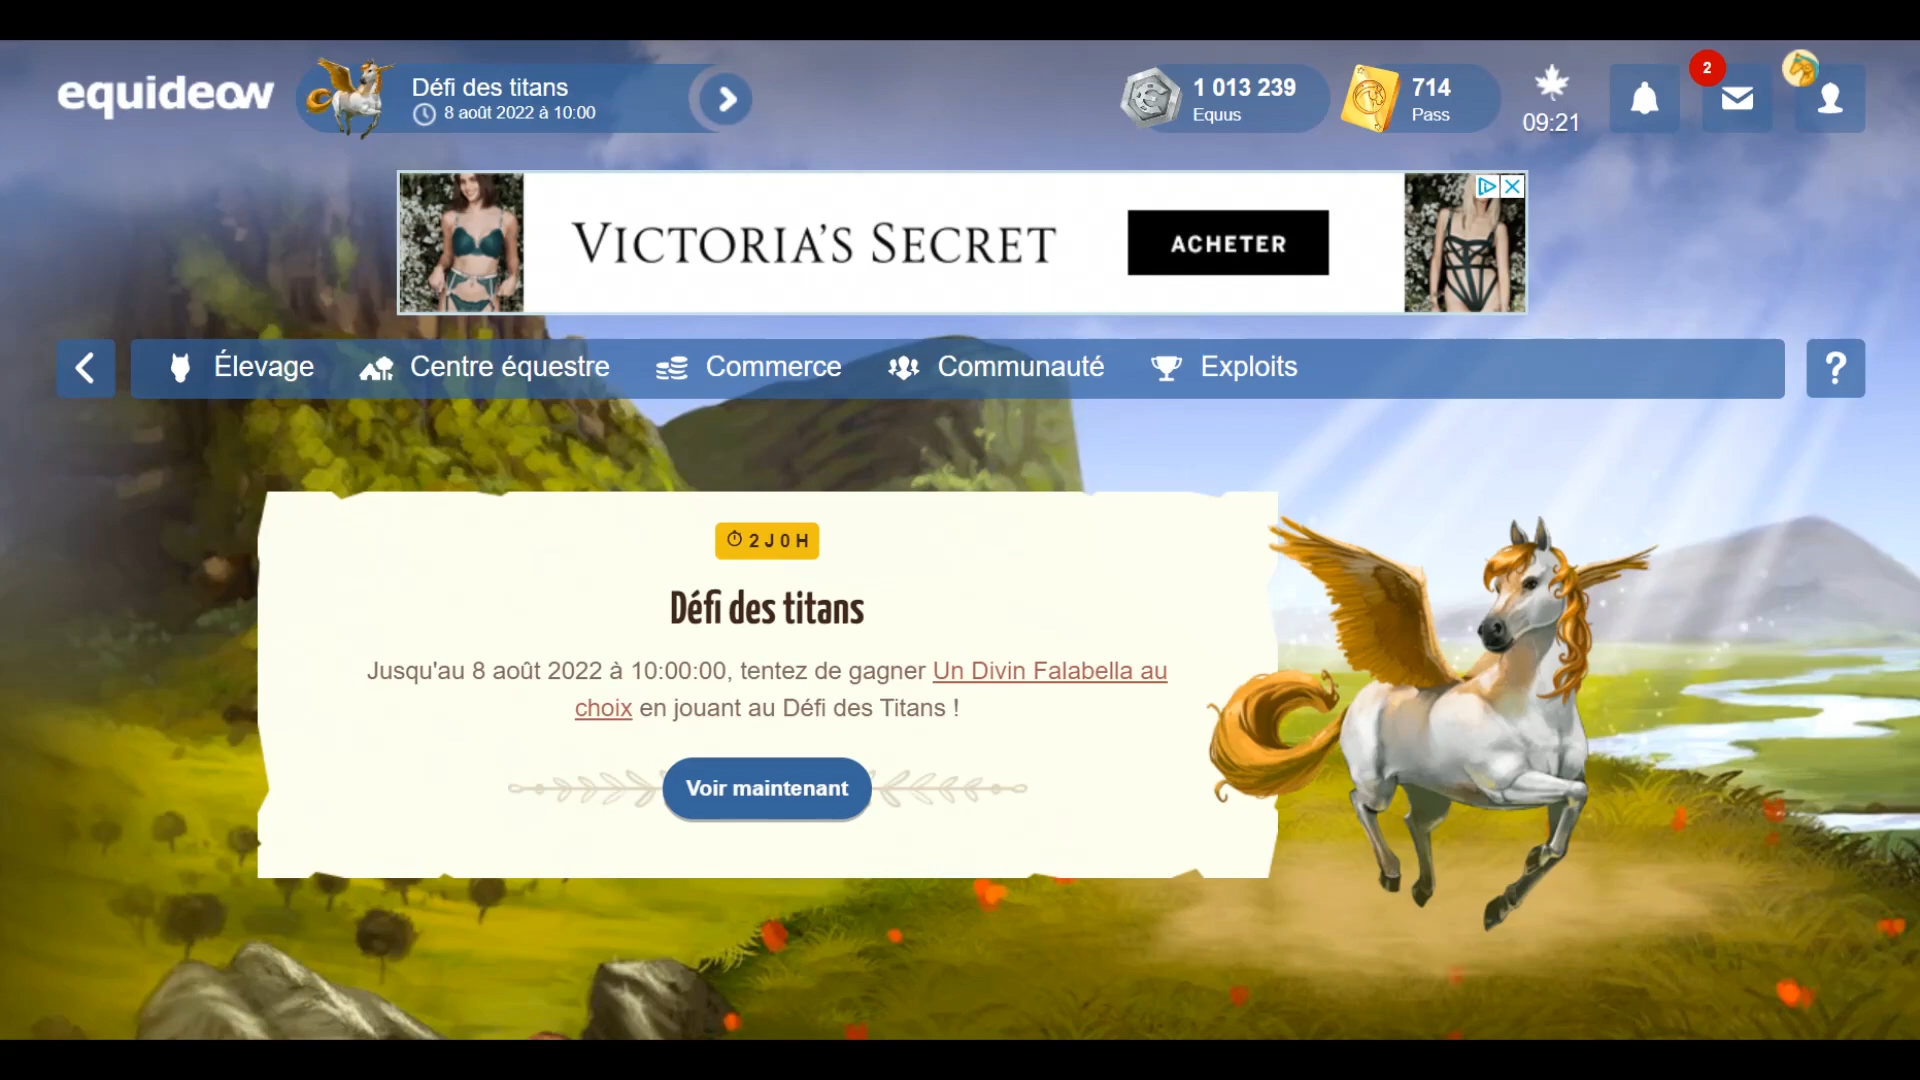 equideow
Défi des titans
8 août 2022 à 10:00
1 013 239
Equus
714
Pass
09:21
2
VICTORIA'S SECRET
ACHETER
Élevage
Centre équestre
Commerce
Communauté
Exploits
?
2 J 0 H
Défi des titans
Jusqu'au 8 août 2022 à 10:00:00, tentez de gagner Un Divin Falabella au
choix en jouant au Défi des Titans !
Voir maintenant